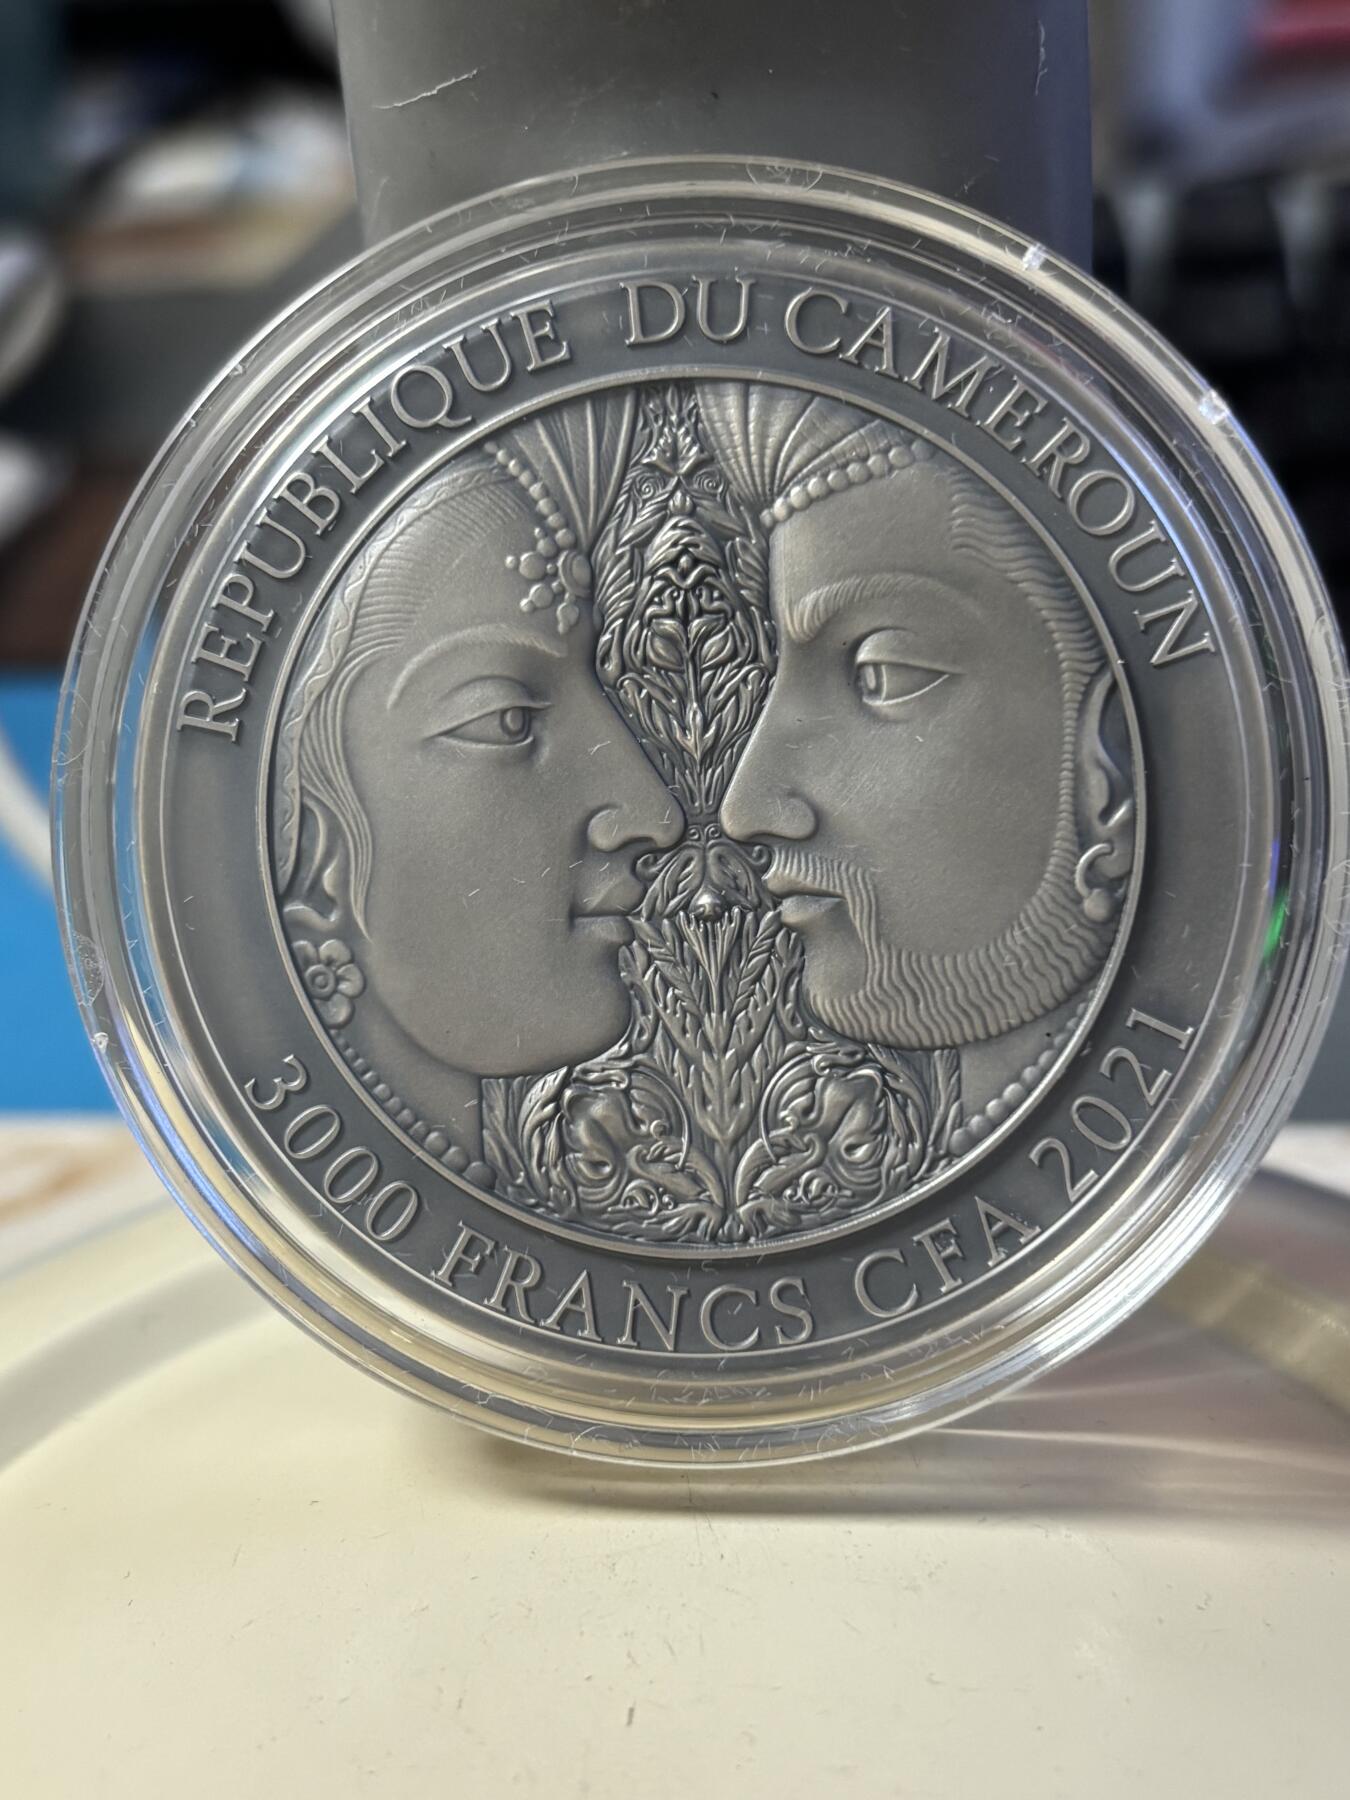 REPUBLIQUE DU CAMEROUN
3000 FRANCS CFA 2021